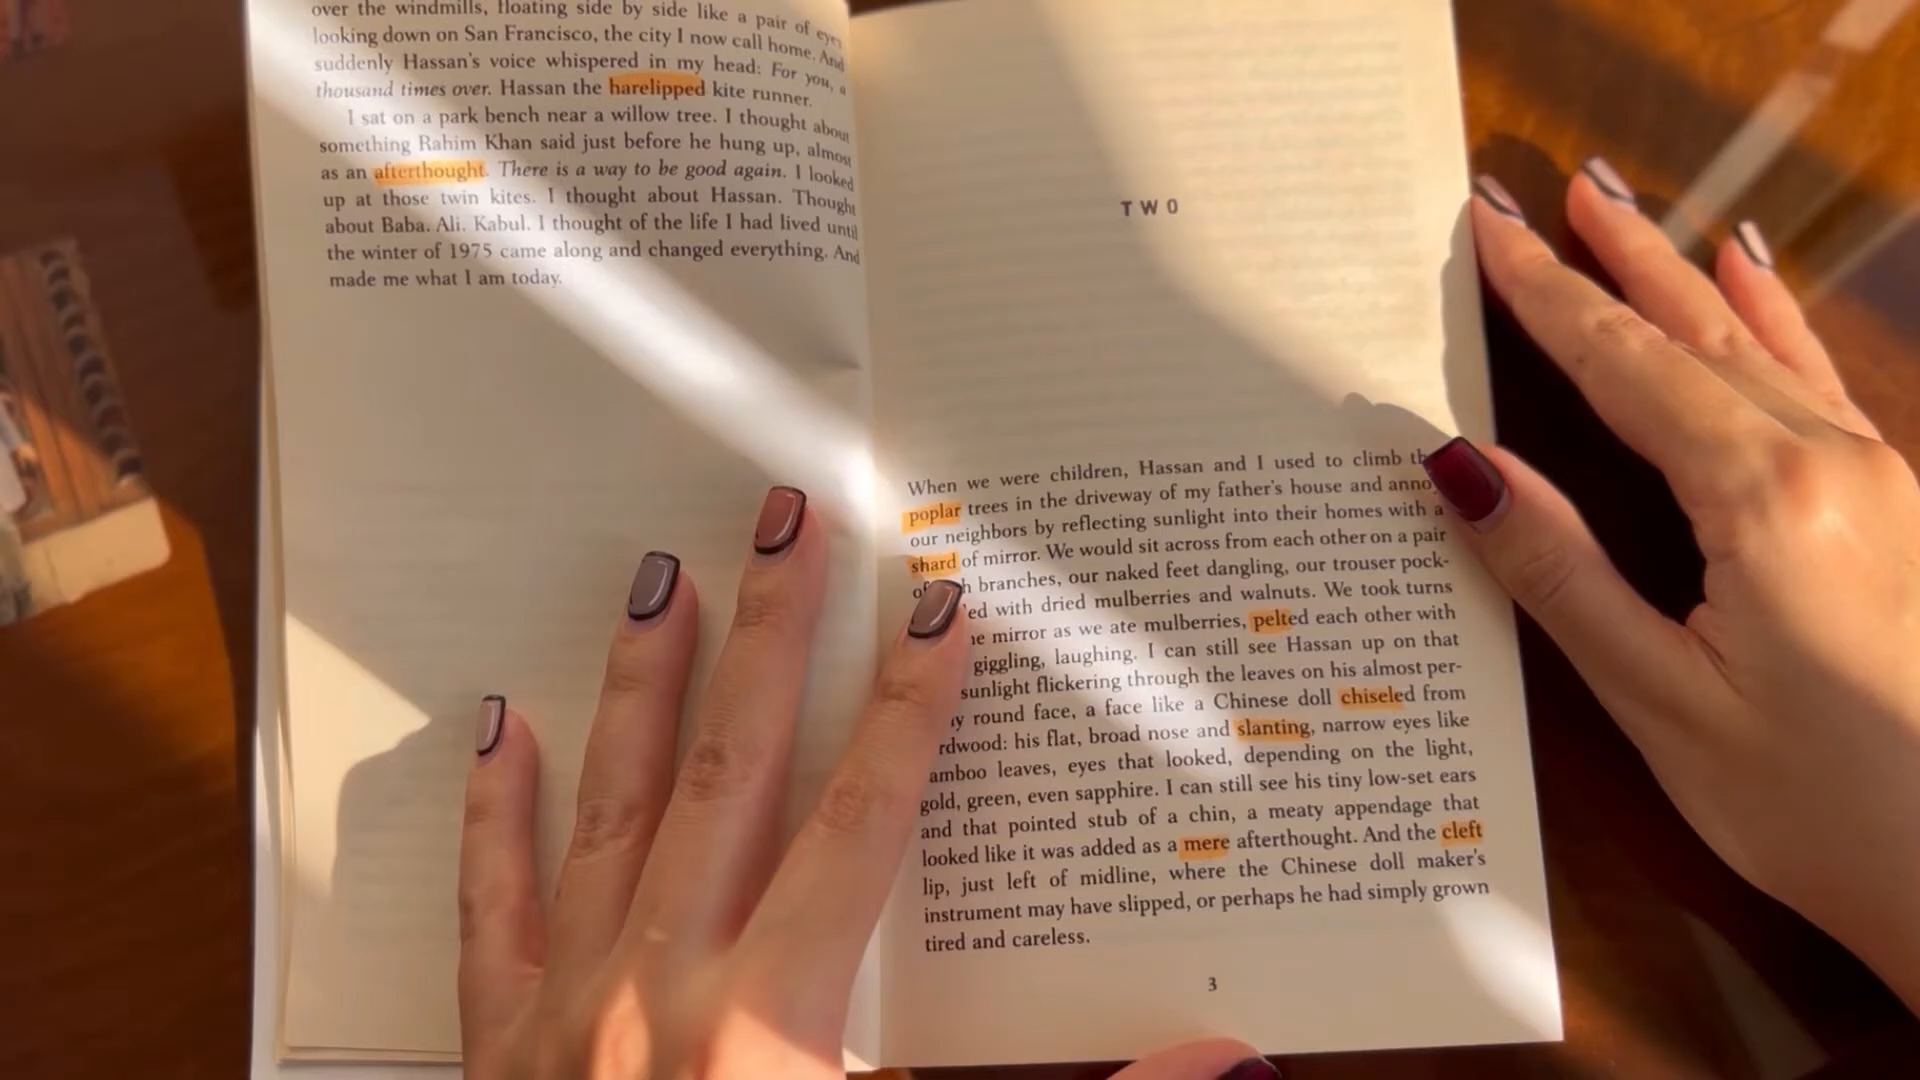 over the windmills, floating side by side like a pair of eyes
looking down on San Francisco, the city I now call home. And
suddenly Hassan's voice whispered in my head: For you, a
thousand times over. Hassan the harelipped kite runner.
I sat on a park bench near a willow tree. I thought about
something Rahim Khan said just before he hung up, almost
as an afterthought. There is a way to be good again. I looked
up at those twin kites. I thought about Hassan. Thought
about Baba. Ali. Kabul. I thought of the life I had lived until
the winter of 1975 came along and changed everything. And
made me what I am today.
TWO
When we were children, Hassan and I used to climb
poplar trees in the driveway of my father's house and
our neighbors by reflecting sunlight into their homes with a
shard of mirror. We would sit across from each other on a pair
branches, our naked feet dangling, our trouser pock-
with dried mulberries and walnuts. We took turns
mirror as we ate mulberries, pelted each other with
giggling, laughing. I can still see Hassan up on that
sunlight flickering through the leaves on his almost per-
round face, a face like a Chinese doll chiseled from
his flat, broad nose and slanting, narrow eyes like
leaves, eyes that looked, depending on the light,
gold, green, even sapphire. I can still see his tiny low-set ears
and that pointed stub of a chin, a meaty appendage that
looked like it was added as a mere afterthought. And the cleft
lip, just left of midline, where the Chinese doll maker's
instrument may have slipped, or perhaps he had simply grown
tired and careless.
3